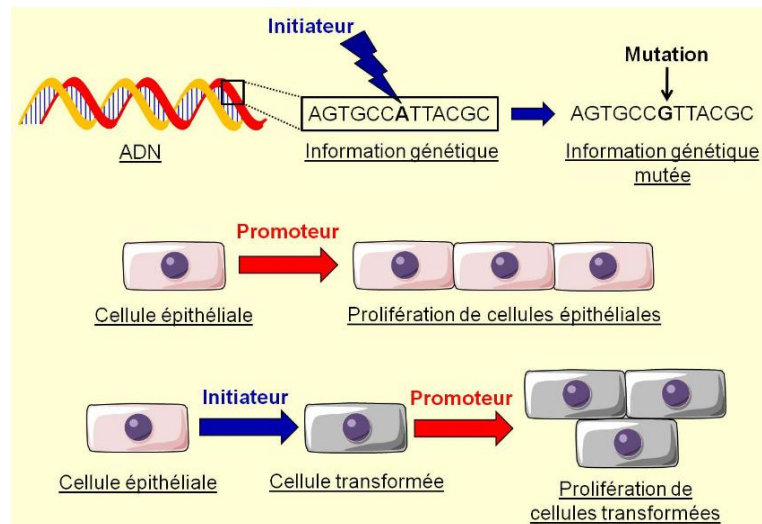 Initiateur
Mutation
AGTGCCATTACGC
AGTGCCGTTACGC
ADN
Information génétique
Information génétique
mutée
Promoteur
Cellule épithéliale
Prolifération de cellules épithéliales
Initiateur
Promoteur
Cellule épithéliale
Cellule transformée
Prolifération de
cellules transformées